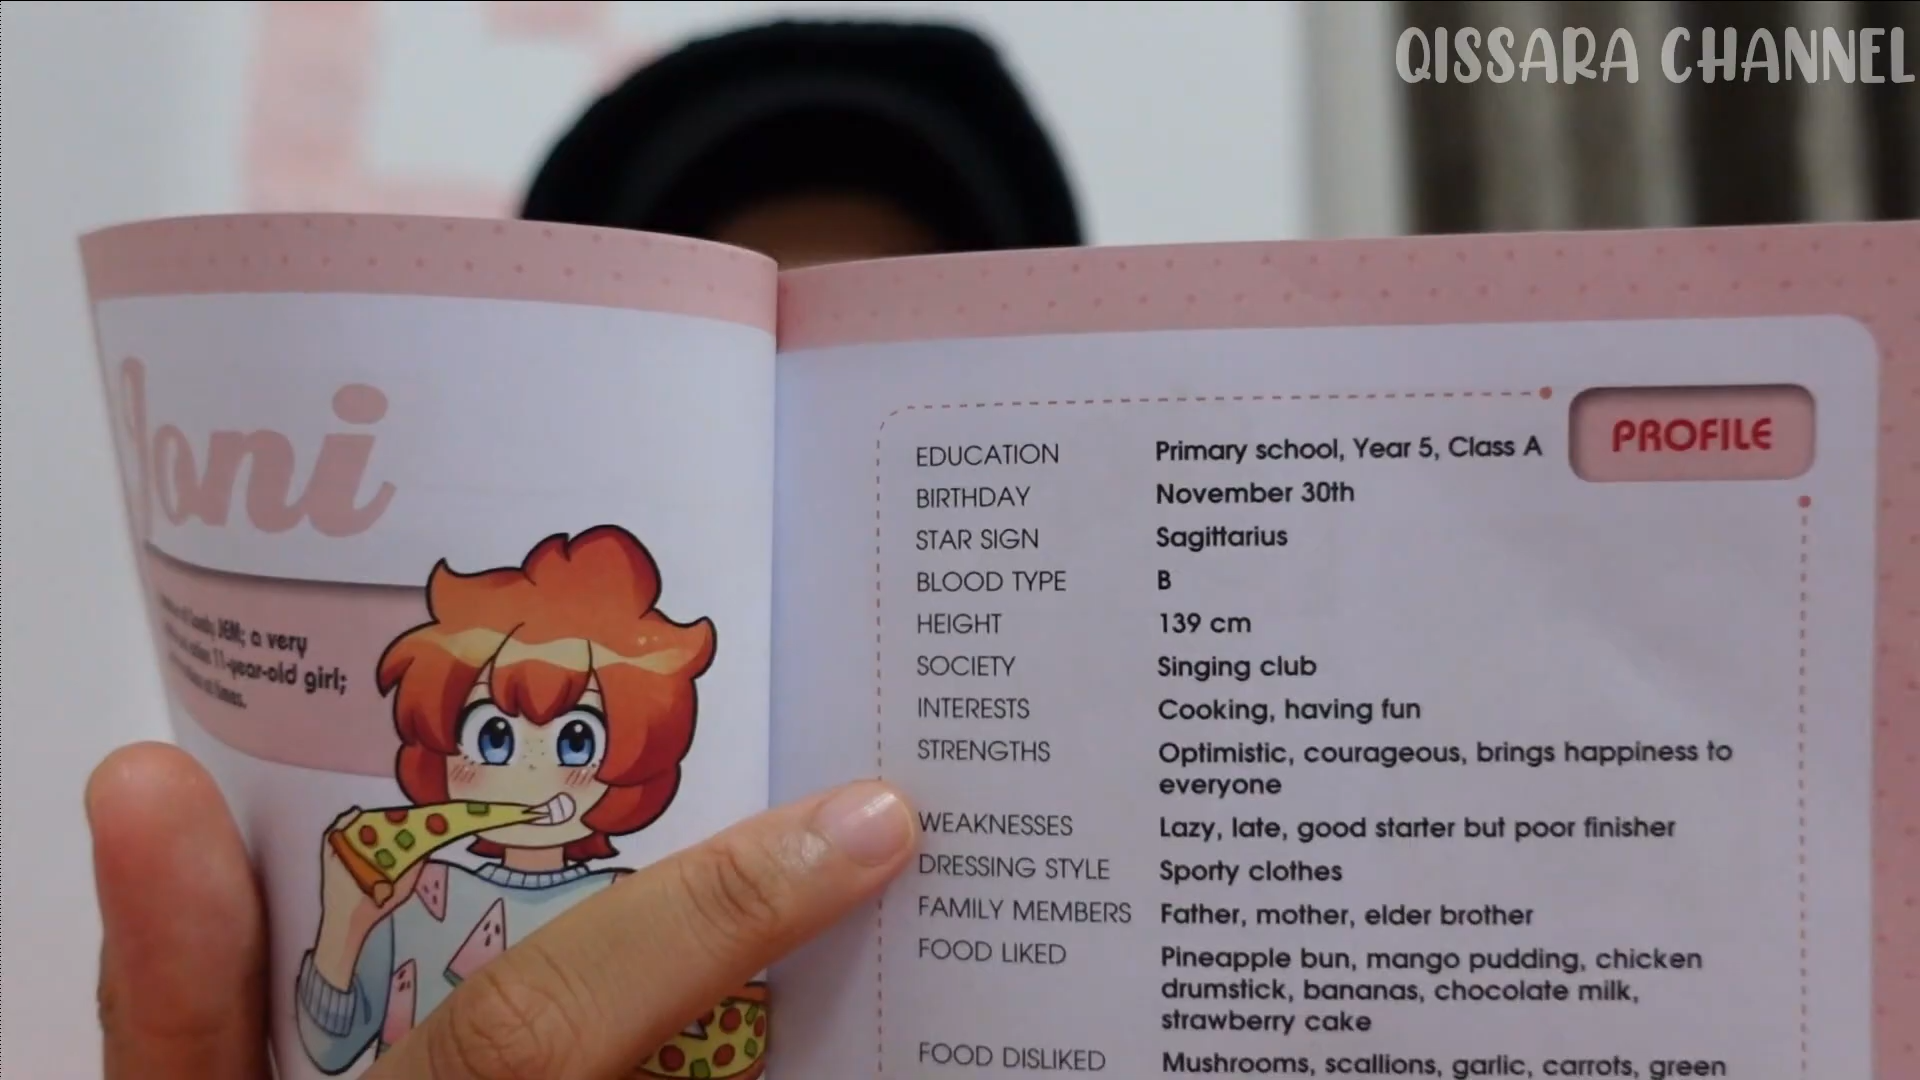 QISSARA CHANNEL
Joni
JEM; a very
11-year-old girl;
times.
PROFILE
EDUCATION Primary school, Year 5, Class A
BIRTHDAY November 30th
STAR SIGN Sagittarius
BLOOD TYPE B
HEIGHT 139 cm
SOCIETY Singing club
INTERESTS Cooking, having fun
STRENGTHS Optimistic, courageous, brings happiness to
everyone
WEAKNESSES Lazy, late, good starter but poor finisher
DRESSING STYLE Sporty clothes
FAMILY MEMBERS Father, mother, elder brother
FOOD LIKED Pineapple bun, mango pudding, chicken
drumstick, bananas, chocolate milk,
strawberry cake
FOOD DISLIKED Mushrooms, scallions, garlic, carrots, green